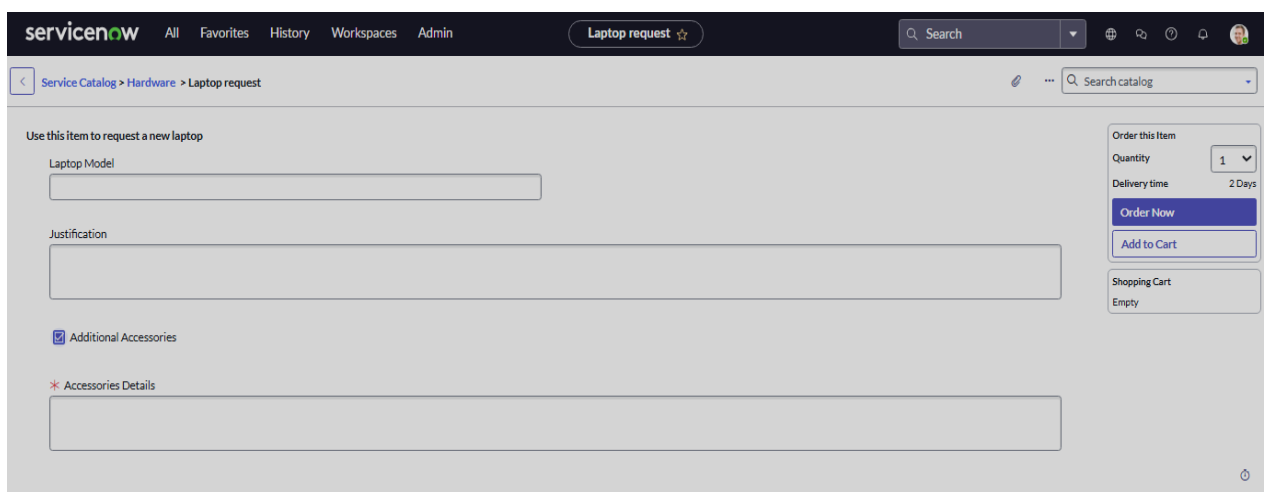 servicenow All Favorites History Workspaces Admin Laptop request Search
Service Catalog > Hardware > Laptop request ... Search catalog
Use this item to request a new laptop
Laptop Model
Justification
Additional Accessories
* Accessories Details
Order this Item
Quantity 1
Delivery time 2 Days
Order Now
Add to Cart
Shopping Cart
Empty